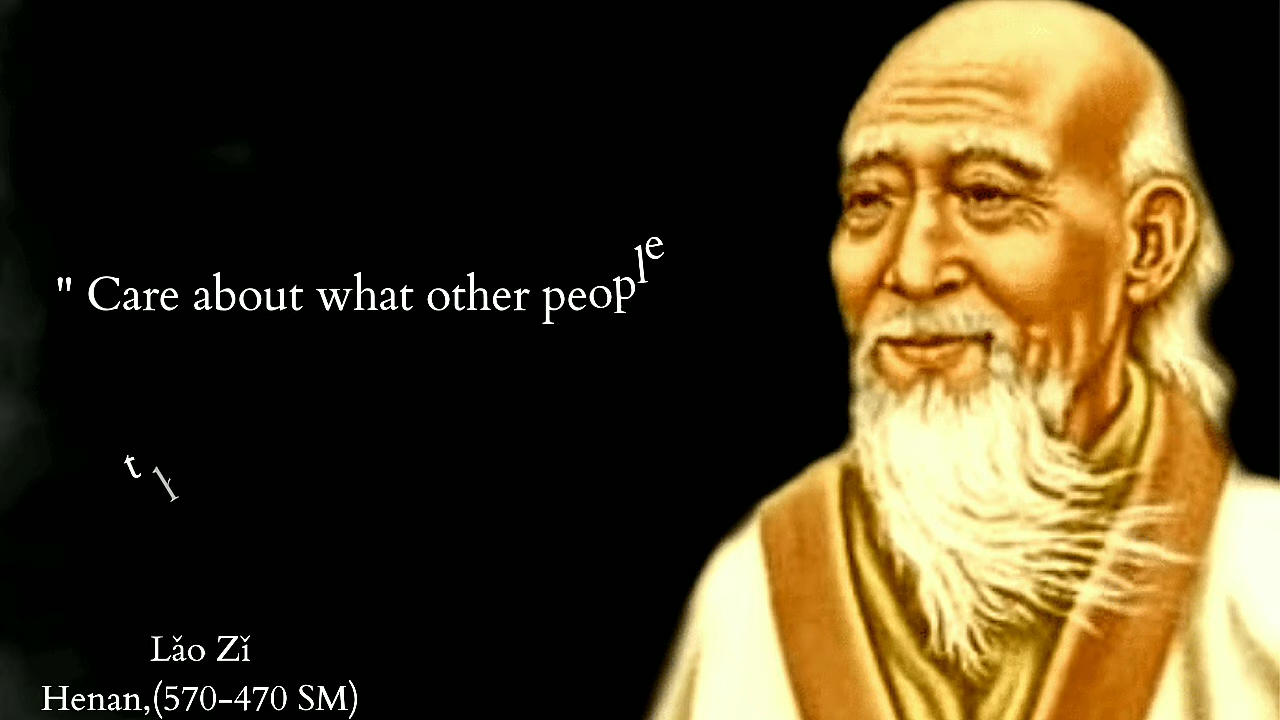 " Care about what other people
t
Lǎo Zǐ
Henan,(570-470 SM)